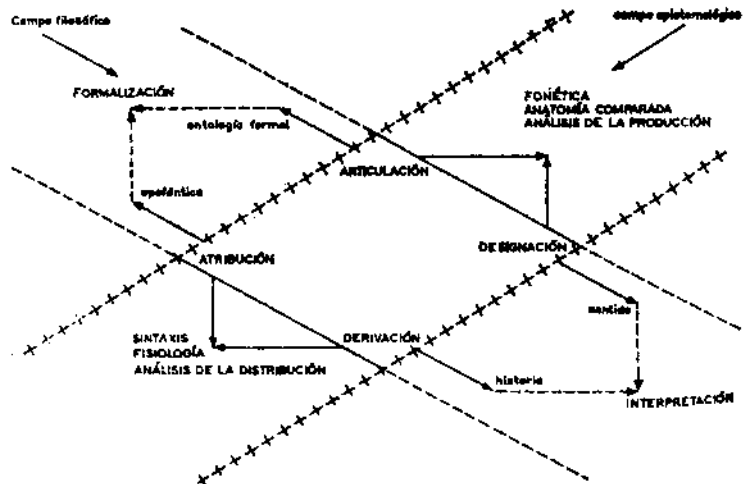 Campo filosófico
campo epistemológico
FORMALIZACIÓN
ontología formal
FONÉTICA
ANATOMÍA COMPARADA
ANÁLISIS DE LA PRODUCCIÓN
ARTICULACIÓN
apofántica
DESIGNACIÓN
ATRIBUCIÓN
sentido
SINTAXIS
FISIOLOGÍA
ANÁLISIS DE LA DISTRIBUCIÓN
DERIVACIÓN
historia
INTERPRETACIÓN